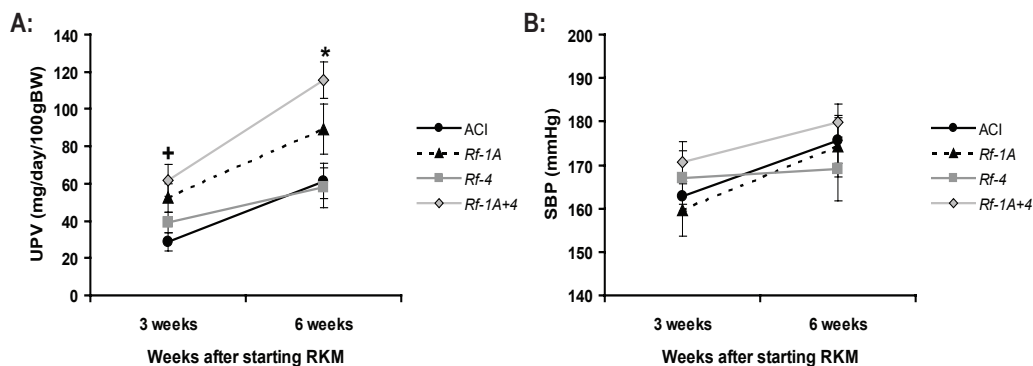 A:
UPV (mg/day/100gBW)
140
120
100
80
60
40
20
0
+
*
3 weeks 6 weeks
Weeks after starting RKM
ACI
Rf-1A
Rf-4
Rf-1A+4
B:
SBP (mmHg)
200
190
180
170
160
150
140
3 weeks 6 weeks
Weeks after starting RKM
ACI
Rf-1A
Rf-4
Rf-1A+4